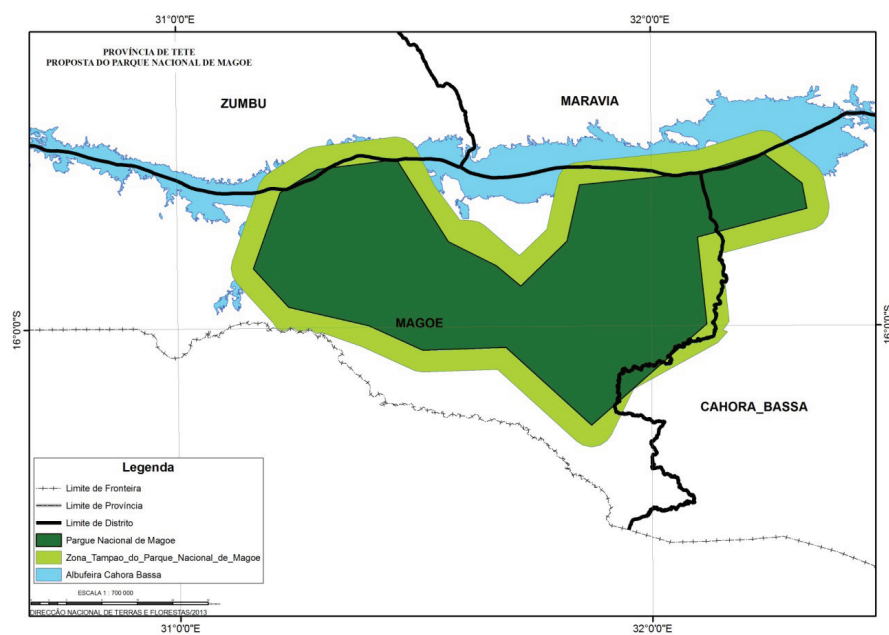 31°0'0"E
32°0'0"E
PROVÍNCIA DE TETE
PROPOSTA DO PARQUE NACIONAL DE MAGOE
ZUMBU
MARAVIA
16°0'0"S
16°0'0"S
MAGOE
CAHORA_BASSA
Legenda
Limite de Fronteira
Limite de Província
Limite de Distrito
Pargue Nacional de Magoe
Zona_Tampao_do_Parque_Nacional_de_Magoe
Albufeira Cahora Bassa
ESCALA 1 : 700 000
DIRECÇÃO NACIONAL DE TERRAS E FLORESTAS/2013
31°0'0"E
32°0'0"E